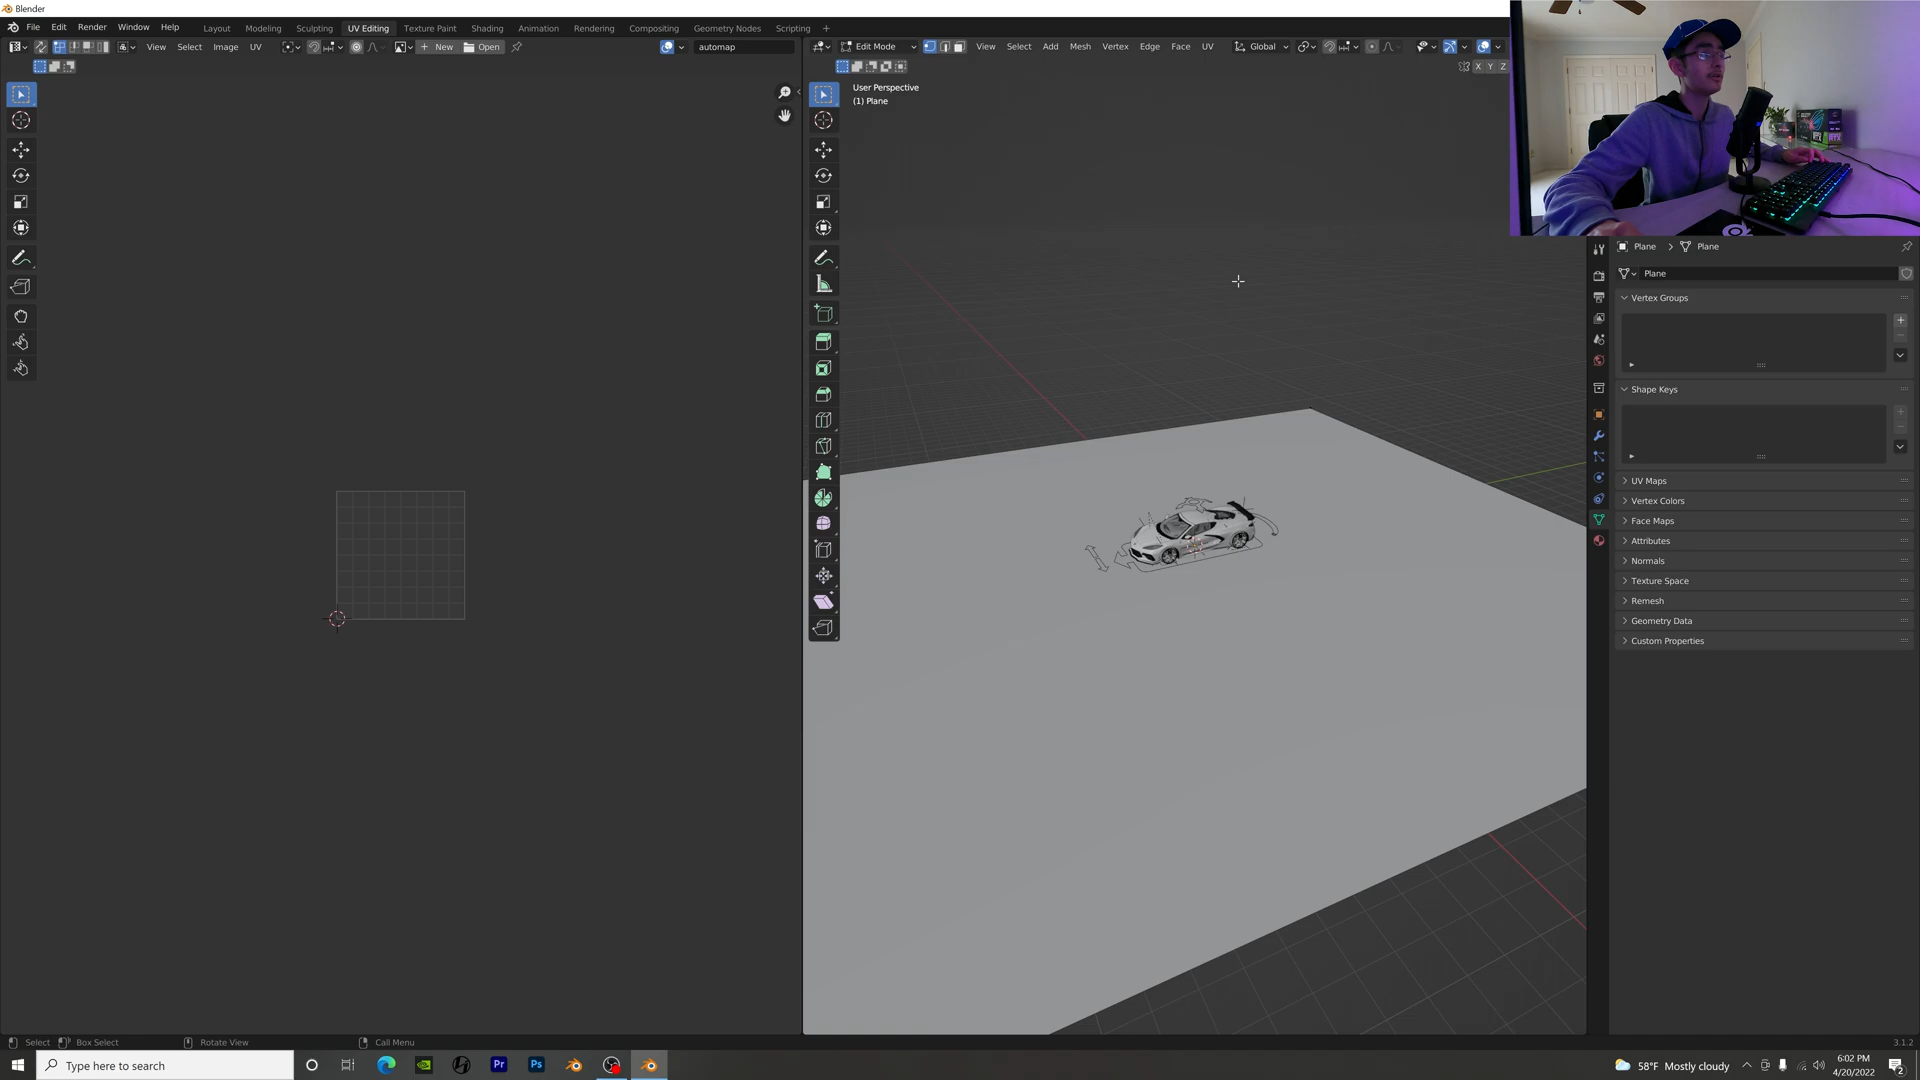 Blender
File Edit Render Window Help Layout Modeling Sculpting UV Editing Texture Paint Shading Animation Rendering Compositing Geometry Nodes Scripting +
View Select Image UV New Open automap
Edit Mode View Select Add Mesh Vertex Edge Face UV Global
X Y Z
User Perspective
(1) Plane
Plane > Plane
Plane
Vertex Groups
Shape Keys
UV Maps
Vertex Colors
Face Maps
Attributes
Normals
Texture Space
Remesh
Geometry Data
Custom Properties
Select Box Select Rotate View Call Menu 3.1.2
Type here to search Pr Ps 58°F Mostly cloudy 6:02 PM
4/20/2022 2